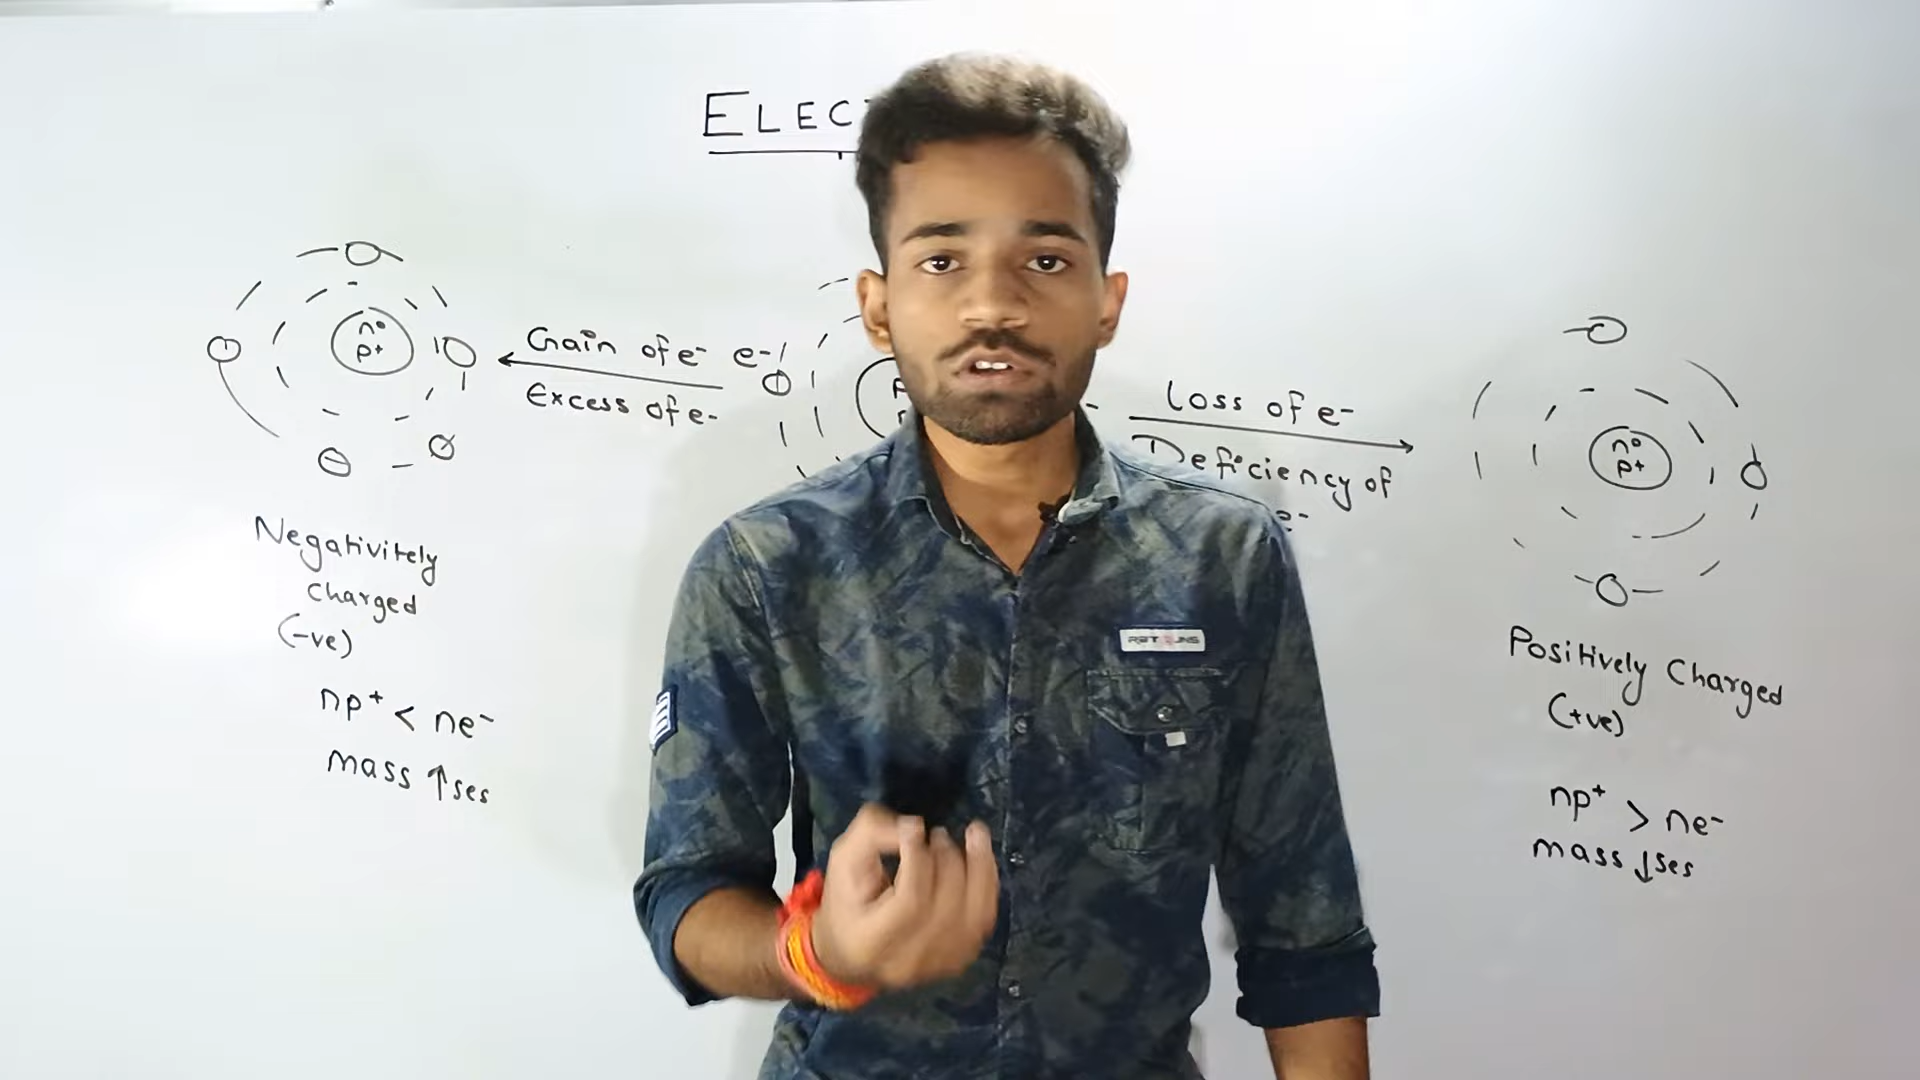 ELEC
n°
p+
Gain of e- e-
Excess of e-
Loss of e-
Deficiency of
e-
n°
p+
Negativitely
charged
(-ve)
np+ < ne-
mass ↑ses
Positively Charged
(+ve)
np+ > ne-
mass ↓ses